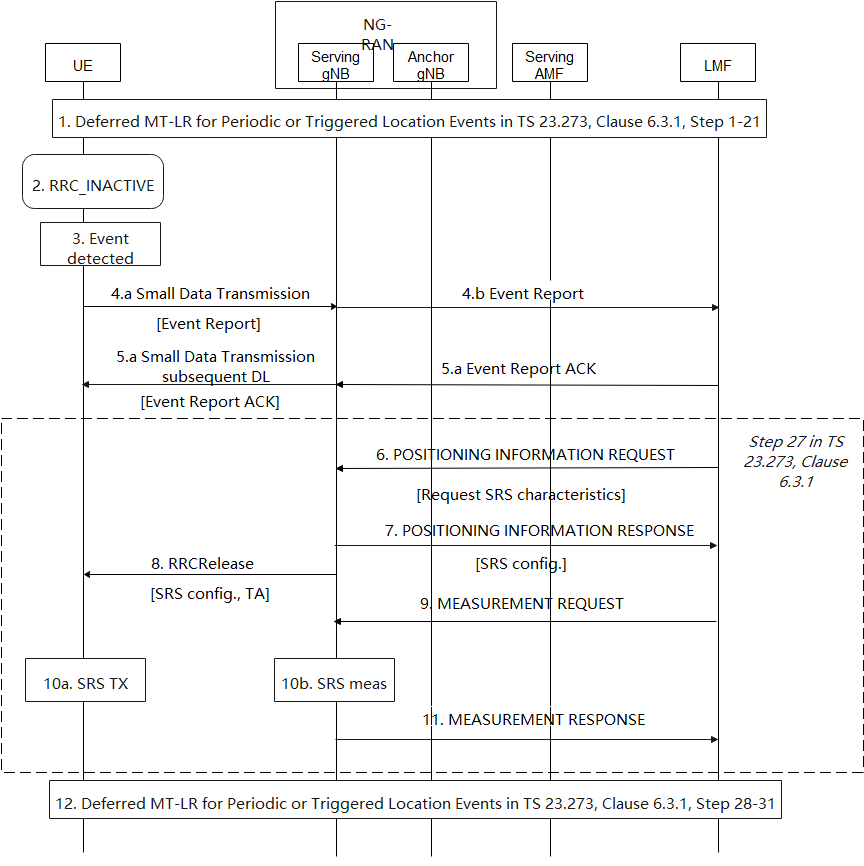 NG-
RAN
UE
Serving
gNB
Anchor
gNB
Serving
AMF
LMF
1. Deferred MT-LR for Periodic or Triggered Location Events in TS 23.273, Clause 6.3.1, Step 1-21
2. RRC_INACTIVE
3. Event
detected
4.a Small Data Transmission
[Event Report]
4.b Event Report
5.a Small Data Transmission
subsequent DL
[Event Report ACK]
5.a Event Report ACK
Step 27 in TS
23.273, Clause
6.3.1
6. POSITIONING INFORMATION REQUEST
[Request SRS characteristics]
7. POSITIONING INFORMATION RESPONSE
[SRS config.]
8. RRCRelease
[SRS config., TA]
9. MEASUREMENT REQUEST
10a. SRS TX
10b. SRS meas
11. MEASUREMENT RESPONSE
12. Deferred MT-LR for Periodic or Triggered Location Events in TS 23.273, Clause 6.3.1, Step 28-31